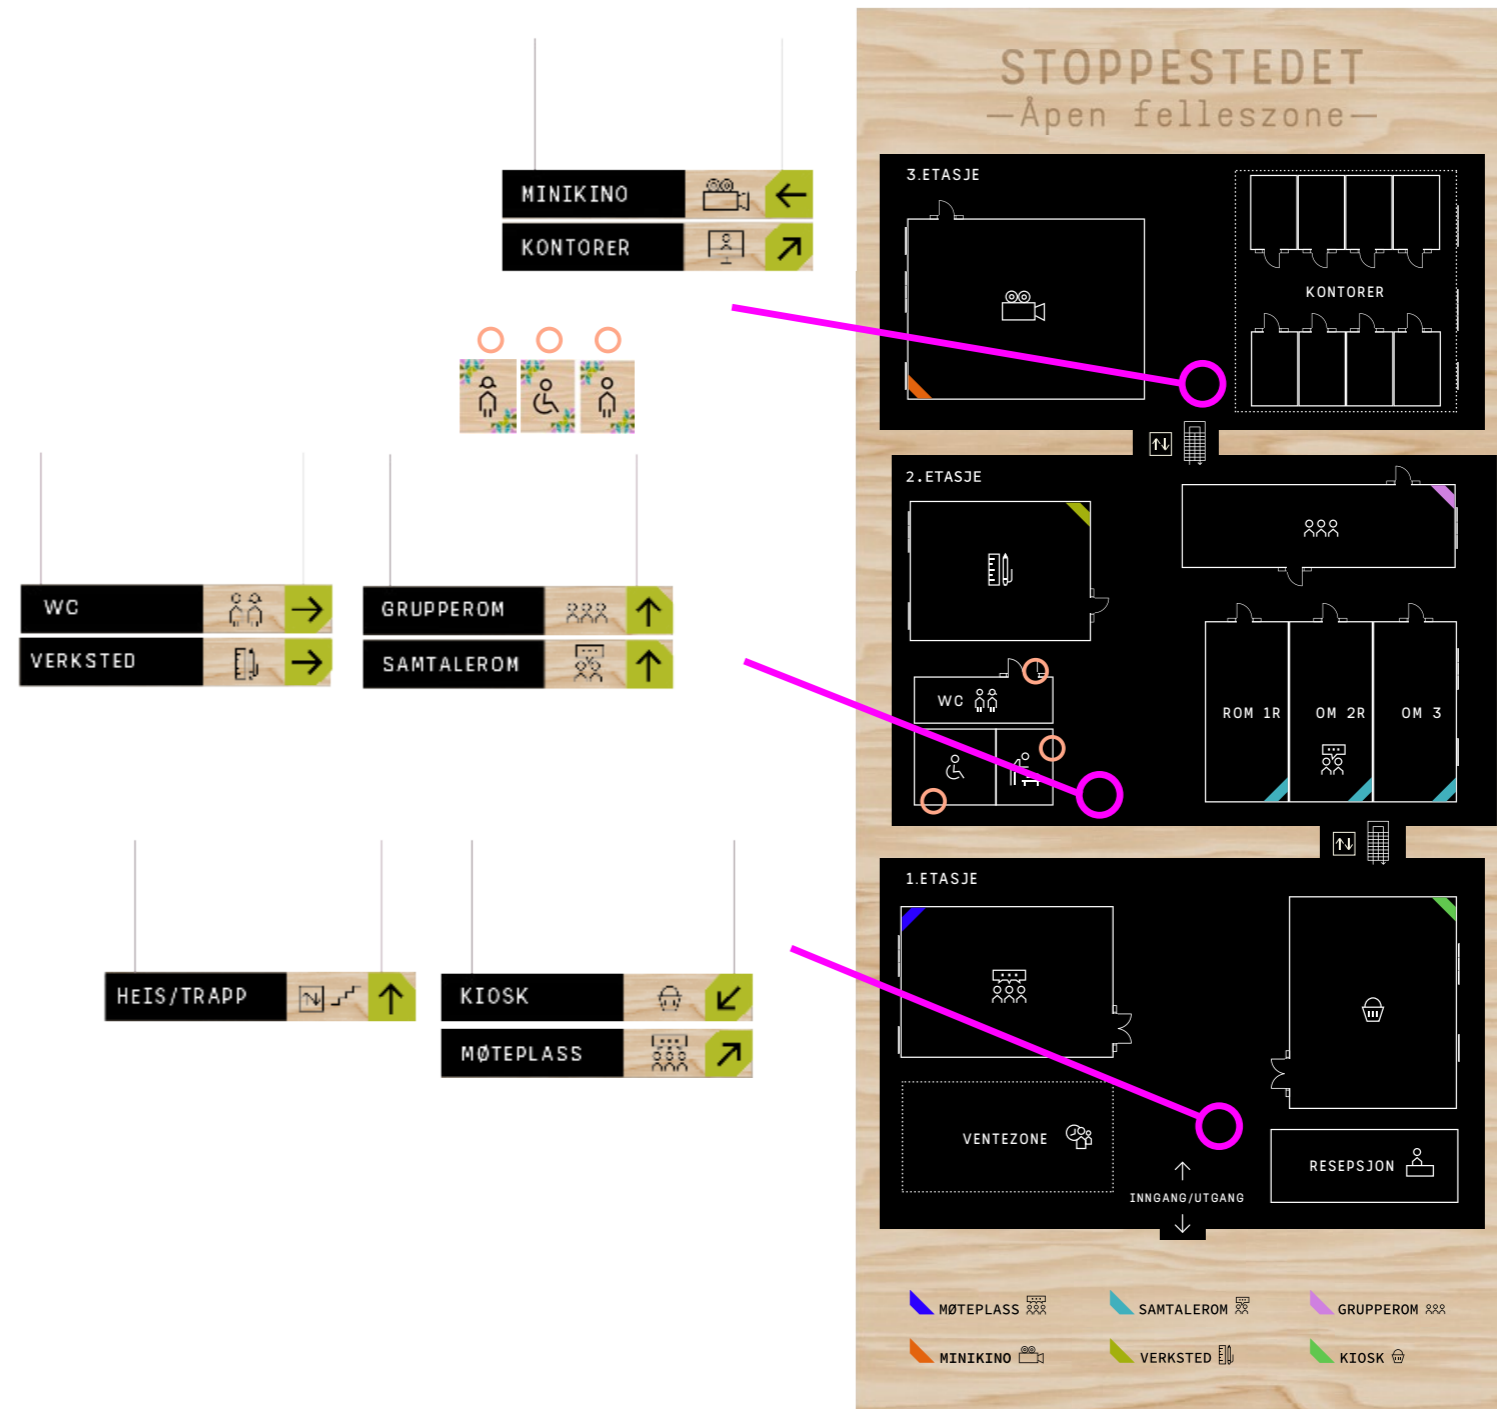 STOPPESTEDET
—Åpen felleszone—
MINIKINO
KONTORER
WC
VERKSTED
GRUPPEROM
SAMTALEROM
HEIS/TRAPP
KIOSK
MØTEPLASS
3.ETASJE
KONTORER
2.ETASJE
WC
ROM 1R
OM 2R
OM 3
1.ETASJE
VENTEZONE
RESEPSJON
INNGANG/UTGANG
MØTEPLASS
SAMTALEROM
GRUPPEROM
MINIKINO
VERKSTED
KIOSK